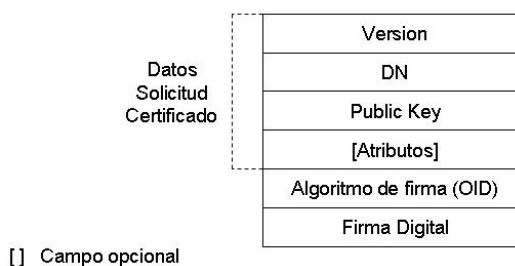 Version
DN
Public Key
[Atributos]
Algoritmo de firma (OID)
Firma Digital
Datos
Solicitud
Certificado
[ ] Campo opcional